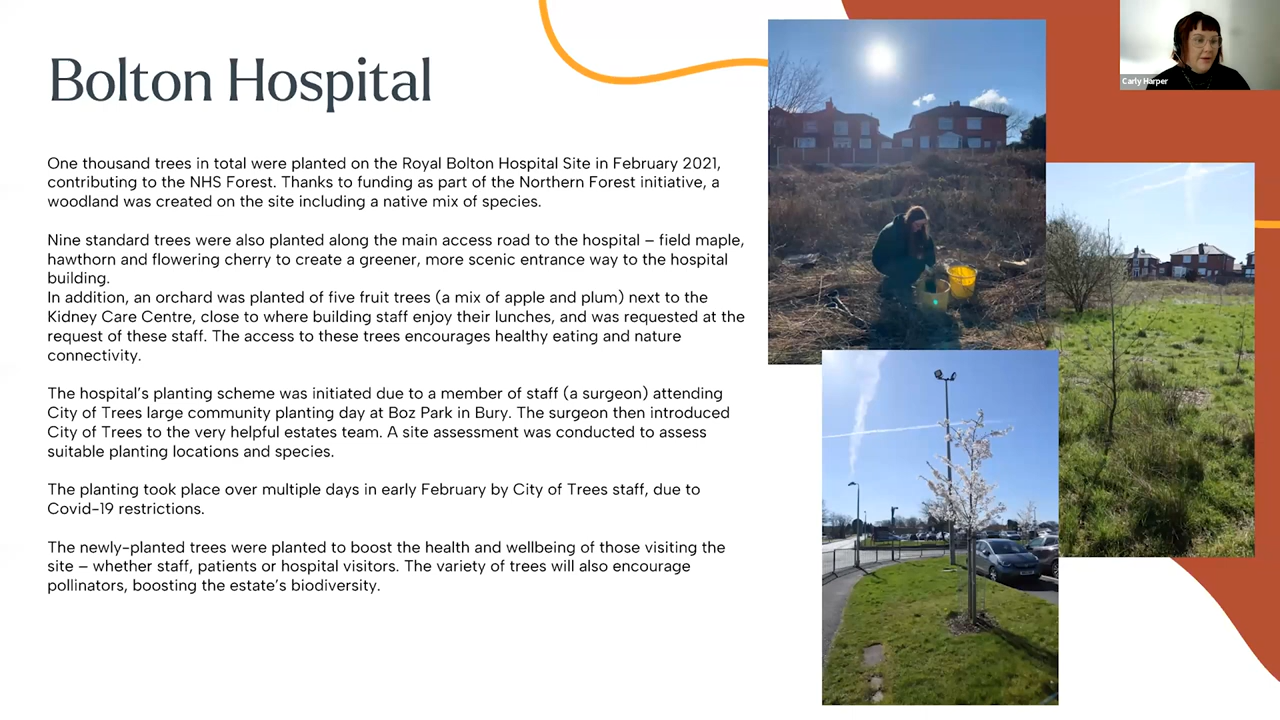 Bolton Hospital
Carly Harper
One thousand trees in total were planted on the Royal Bolton Hospital Site in February 2021,
contributing to the NHS Forest. Thanks to funding as part of the Northern Forest initiative, a
woodland was created on the site including a native mix of species.
Nine standard trees were also planted along the main access road to the hospital – field maple,
hawthorn and flowering cherry to create a greener, more scenic entrance way to the hospital
building.
In addition, an orchard was planted of five fruit trees (a mix of apple and plum) next to the
Kidney Care Centre, close to where building staff enjoy their lunches, and was requested at the
request of these staff. The access to these trees encourages healthy eating and nature
connectivity.
The hospital's planting scheme was initiated due to a member of staff (a surgeon) attending
City of Trees large community planting day at Boz Park in Bury. The surgeon then introduced
City of Trees to the very helpful estates team. A site assessment was conducted to assess
suitable planting locations and species.
The planting took place over multiple days in early February by City of Trees staff, due to
Covid-19 restrictions.
The newly-planted trees were planted to boost the health and wellbeing of those visiting the
site – whether staff, patients or hospital visitors. The variety of trees will also encourage
pollinators, boosting the estate's biodiversity.